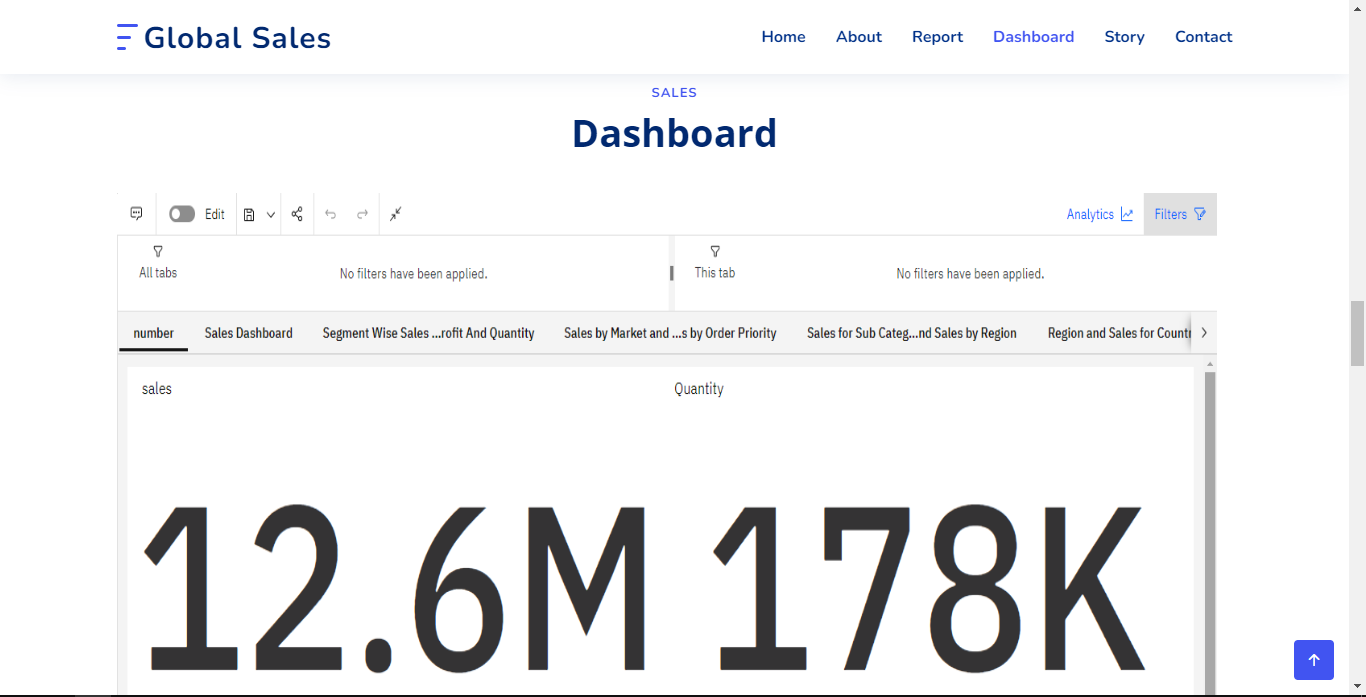 Global Sales
Home About Report Dashboard Story Contact
SALES
Dashboard
Edit
Analytics Filters
All tabs No filters have been applied. This tab No filters have been applied.
number Sales Dashboard Segment Wise Sales ...rofit And Quantity Sales by Market and ...s by Order Priority Sales for Sub Categ...nd Sales by Region Region and Sales for Countr
sales Quantity
12.6M 178K